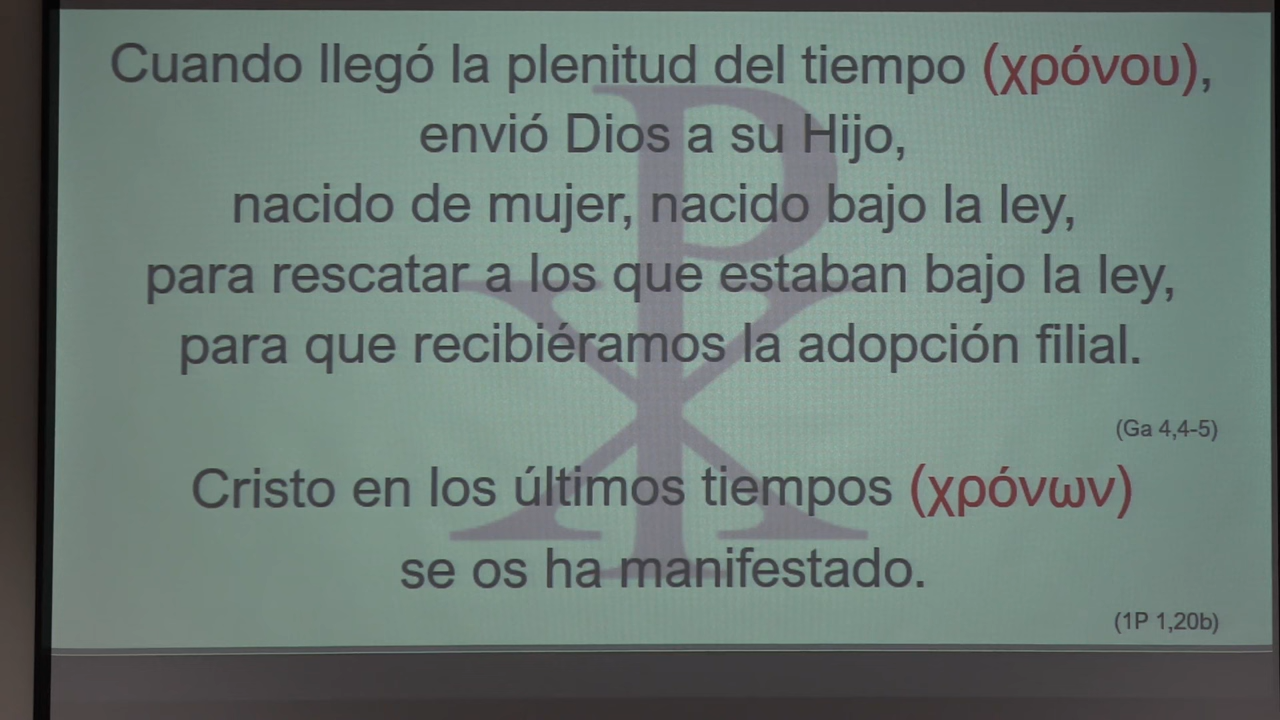 Cuando llegó la plenitud del tiempo (χρόνου),
envió Dios a su Hijo,
nacido de mujer, nacido bajo la ley,
para rescatar a los que estaban bajo la ley,
para que recibiéramos la adopción filial.
(Ga 4,4-5)
Cristo en los últimos tiempos (χρόνων)
se os ha manifestado.
(1P 1,20b)